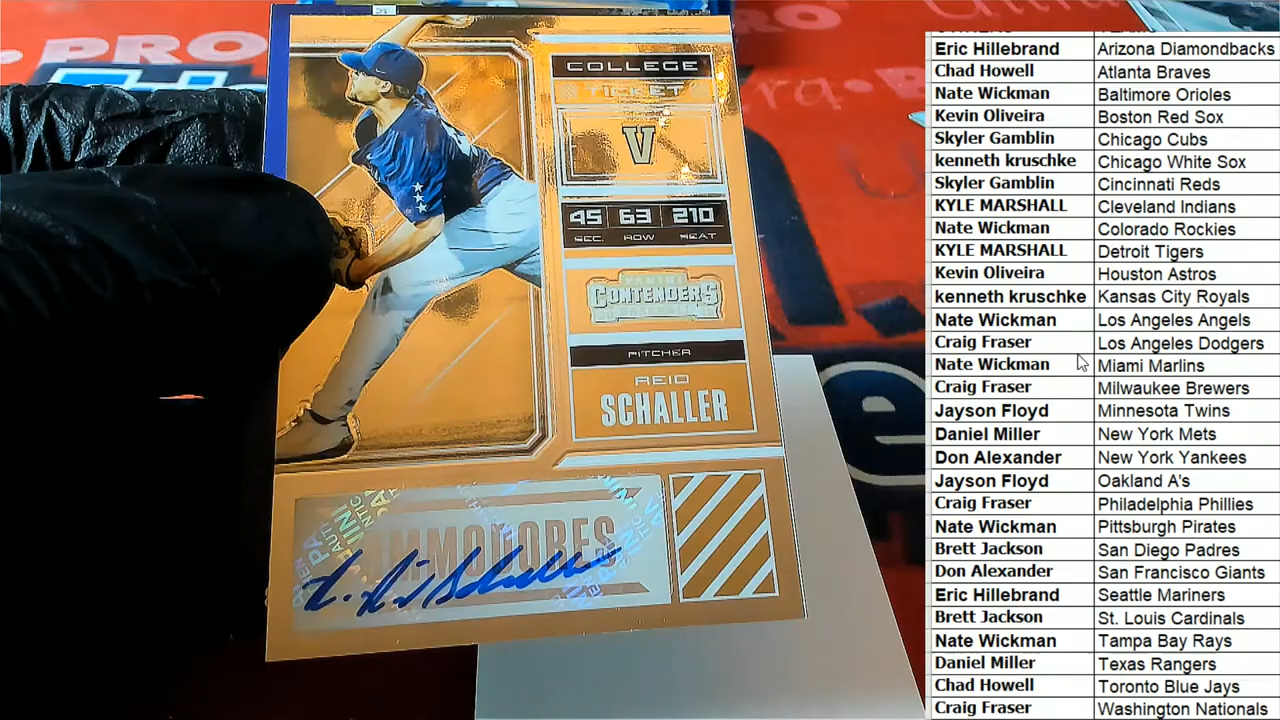 PRO
COLLEGE
TICKET
V
45 63 210
SEC. ROW SEAT
PANINI
CONTENDERS
PITCHER
REID
SCHALLER
MMODORES
Eric Hillebrand Arizona Diamondbacks
Chad Howell Atlanta Braves
Nate Wickman Baltimore Orioles
Kevin Oliveira Boston Red Sox
Skyler Gamblin Chicago Cubs
kenneth kruschke Chicago White Sox
Skyler Gamblin Cincinnati Reds
KYLE MARSHALL Cleveland Indians
Nate Wickman Colorado Rockies
KYLE MARSHALL Detroit Tigers
Kevin Oliveira Houston Astros
kenneth kruschke Kansas City Royals
Nate Wickman Los Angeles Angels
Craig Fraser Los Angeles Dodgers
Nate Wickman Miami Marlins
Craig Fraser Milwaukee Brewers
Jayson Floyd Minnesota Twins
Daniel Miller New York Mets
Don Alexander New York Yankees
Jayson Floyd Oakland A's
Craig Fraser Philadelphia Phillies
Nate Wickman Pittsburgh Pirates
Brett Jackson San Diego Padres
Don Alexander San Francisco Giants
Eric Hillebrand Seattle Mariners
Brett Jackson St. Louis Cardinals
Nate Wickman Tampa Bay Rays
Daniel Miller Texas Rangers
Chad Howell Toronto Blue Jays
Craig Fraser Washington Nationals